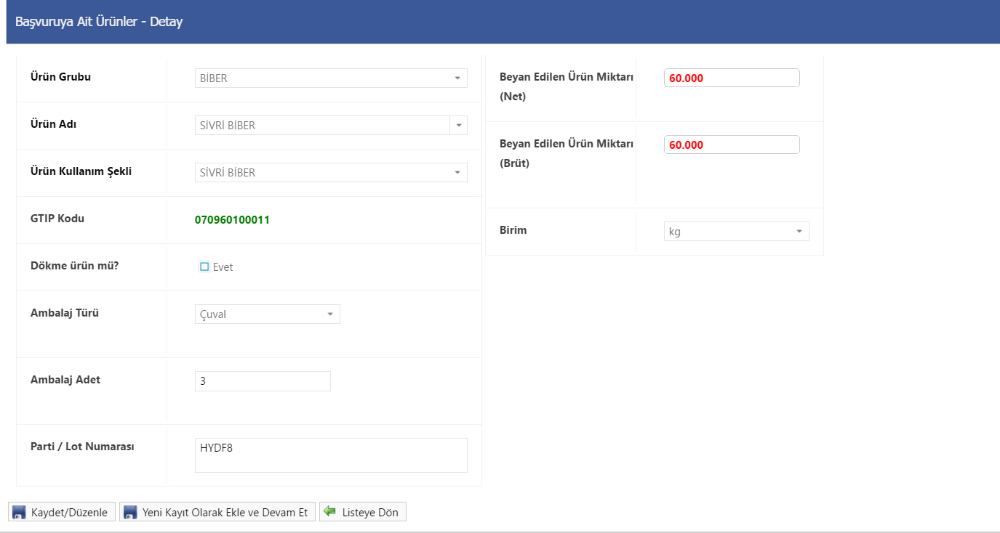 Başvuruya Ait Ürünler - Detay
Ürün Grubu
BİBER
Ürün Adı
SİVRİ BİBER
Ürün Kullanım Şekli
SİVRİ BİBER
GTIP Kodu
070960100011
Dökme ürün mü?
Evet
Ambalaj Türü
Çuval
Ambalaj Adet
3
Parti / Lot Numarası
HYDF8
Beyan Edilen Ürün Miktarı
(Net)
60.000
Beyan Edilen Ürün Miktarı
(Brüt)
60.000
Birim
kg
Kaydet/Düzenle
Yeni Kayıt Olarak Ekle ve Devam Et
Listeye Dön